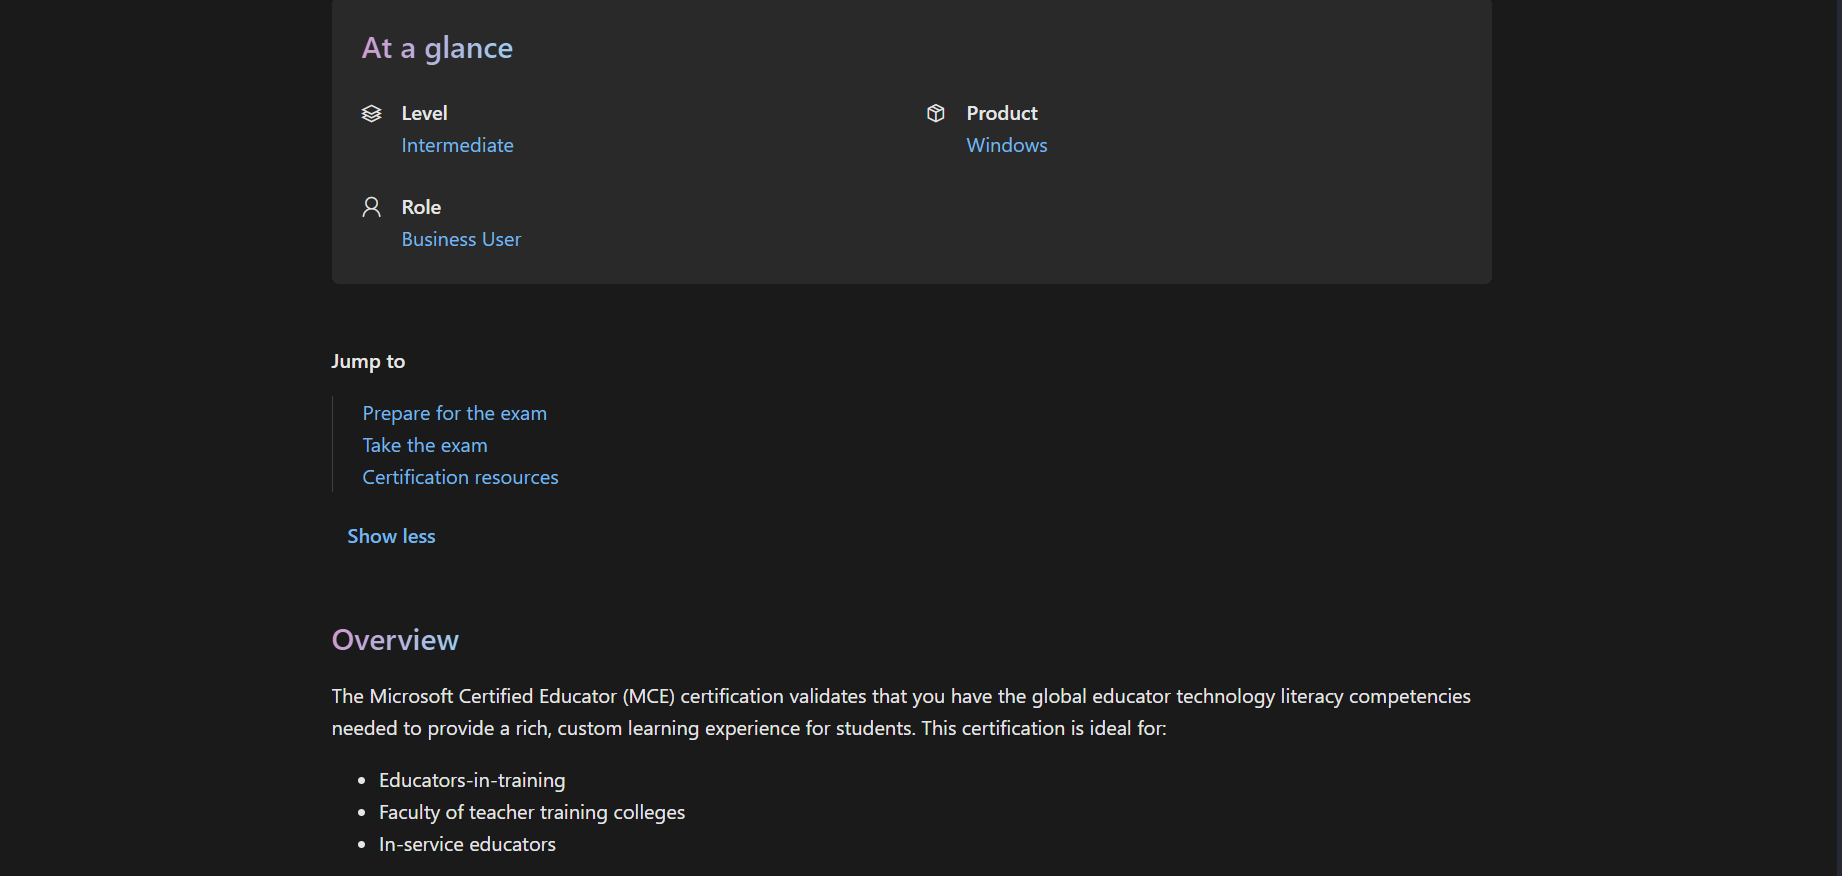 At a glance
Level
Intermediate
Product
Windows
Role
Business User
Jump to
Prepare for the exam
Take the exam
Certification resources
Show less
Overview
The Microsoft Certified Educator (MCE) certification validates that you have the global educator technology literacy competencies
needed to provide a rich, custom learning experience for students. This certification is ideal for:
• Educators-in-training
• Faculty of teacher training colleges
• In-service educators